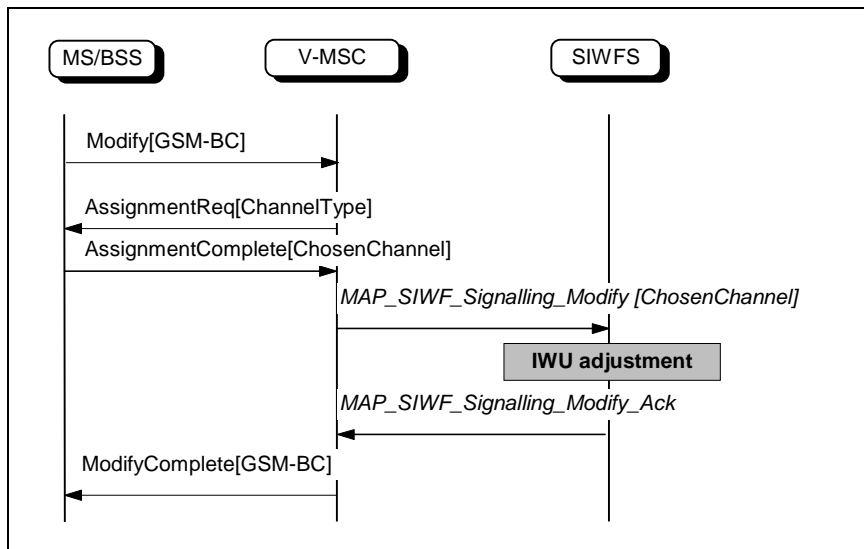 MS/BSS
V-MSC
SIWFS
Modify[GSM-BC]
AssignmentReq[ChannelType]
AssignmentComplete[ChosenChannel]
MAP_SIWF_Signalling_Modify [ChosenChannel]
IWU adjustment
MAP_SIWF_Signalling_Modify_Ack
ModifyComplete[GSM-BC]